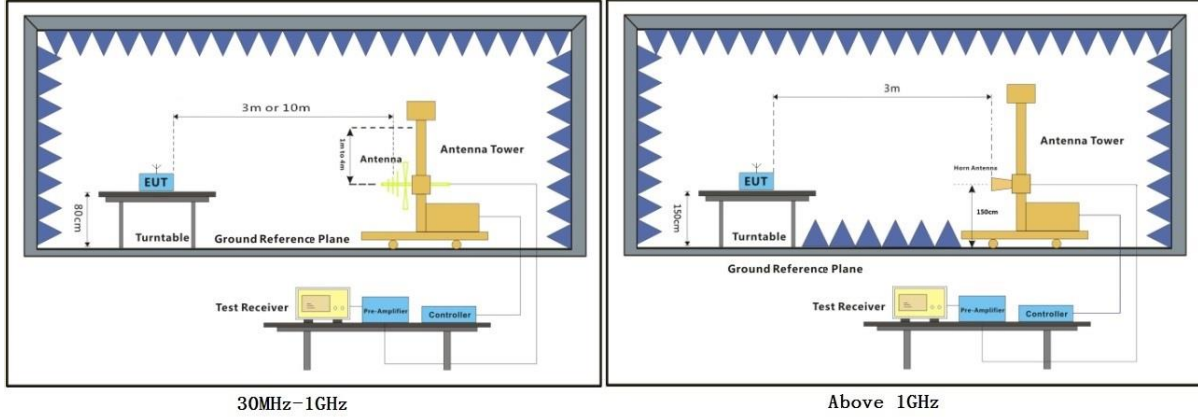 3m or 10m
1m to 4m
Antenna
Antenna Tower
EUT
80cm
Turntable
Ground Reference Plane
Test Receiver
Pre-Amplifier
Controller
30MHz-1GHz
3m
Antenna Tower
Horn Antenna
EUT
150cm
150cm
Turntable
Ground Reference Plane
Test Receiver
Pre-Amplifier
Controller
Above 1GHz